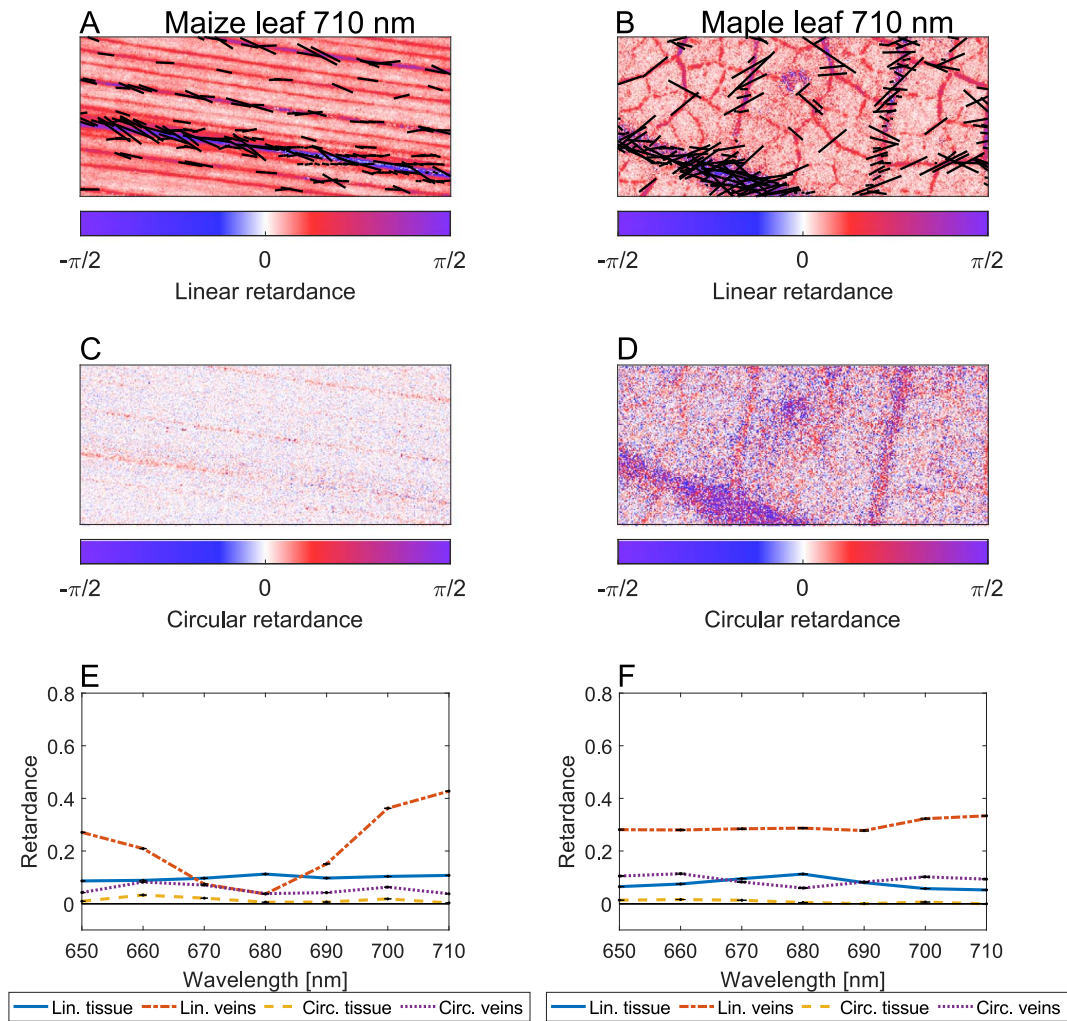 A Maize leaf 710 nm
B Maple leaf 710 nm
-π/2 0 π/2
Linear retardance
-π/2 0 π/2
Linear retardance
C
D
-π/2 0 π/2
Circular retardance
-π/2 0 π/2
Circular retardance
E
0.8
0.6
0.4
0.2
0
Retardance
650 660 670 680 690 700 710
Wavelength [nm]
Lin. tissue Lin. veins Circ. tissue Circ. veins
F
0.8
0.6
0.4
0.2
0
Retardance
650 660 670 680 690 700 710
Wavelength [nm]
Lin. tissue Lin. veins Circ. tissue Circ. veins